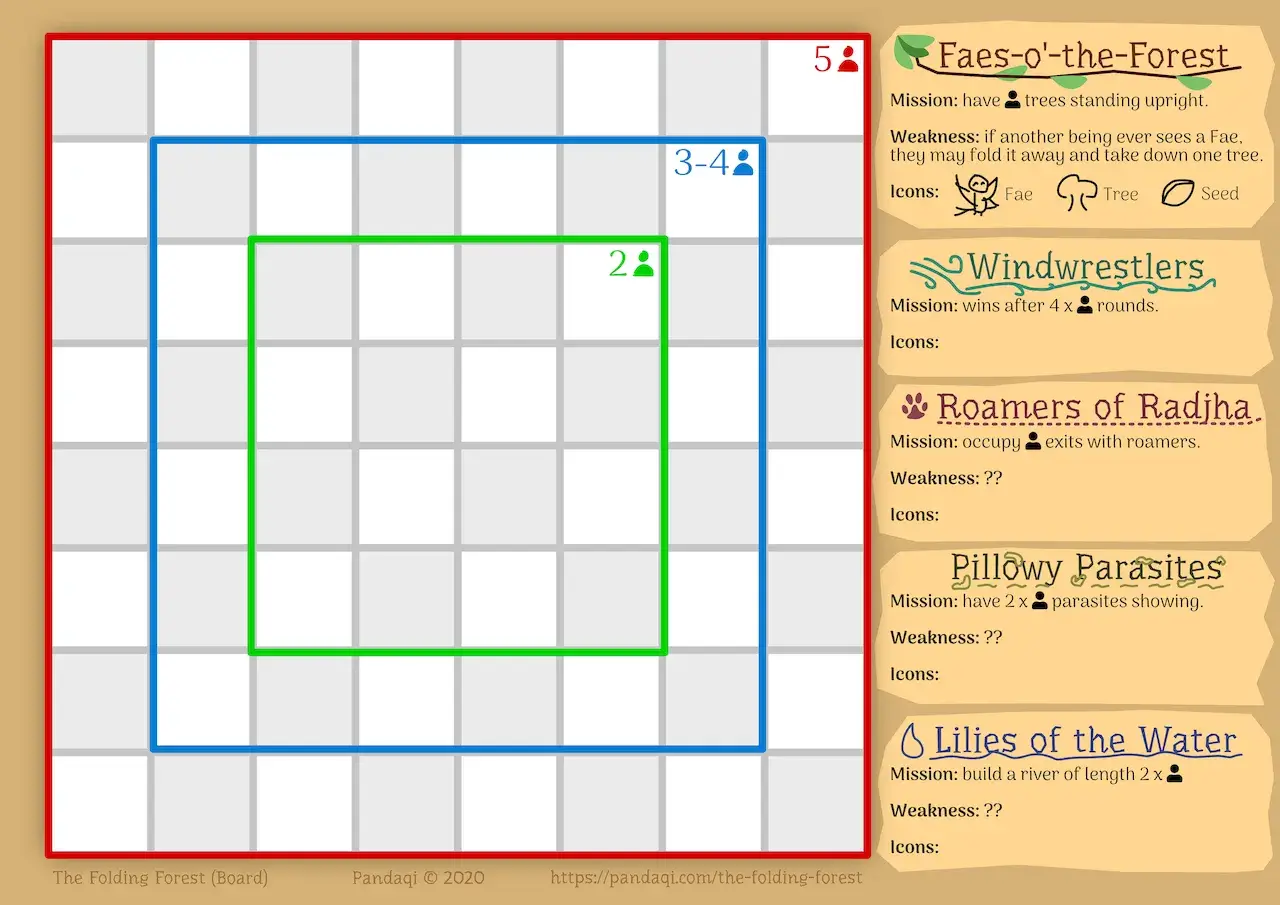 5
3-4
2
Faes-o'-the-Forest
Mission: have trees standing upright.
Weakness: if another being ever sees a Fae,
they may fold it away and take down one tree.
Icons: Fae Tree Seed
Windwrestlers
Mission: wins after 4 x rounds.
Icons:
Roamers of Radjha
Mission: occupy exits with roamers.
Weakness: ??
Icons:
Pillowy Parasites
Mission: have 2 x parasites showing.
Weakness: ??
Icons:
Lilies of the Water
Mission: build a river of length 2 x
Weakness: ??
Icons:
The Folding Forest (Board)
Pandaqi © 2020
https://pandaqi.com/the-folding-forest